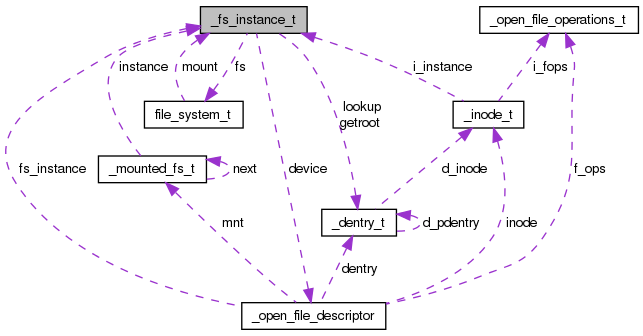 _fs_instance_t
_open_file_operations_t
instance
mount
fs
i_instance
i_fops
lookup
getroot
file_system_t
_inode_t
fs_instance
_mounted_fs_t
next
device
d_inode
f_ops
_dentry_t
d_pdentry
mnt
inode
dentry
_open_file_descriptor